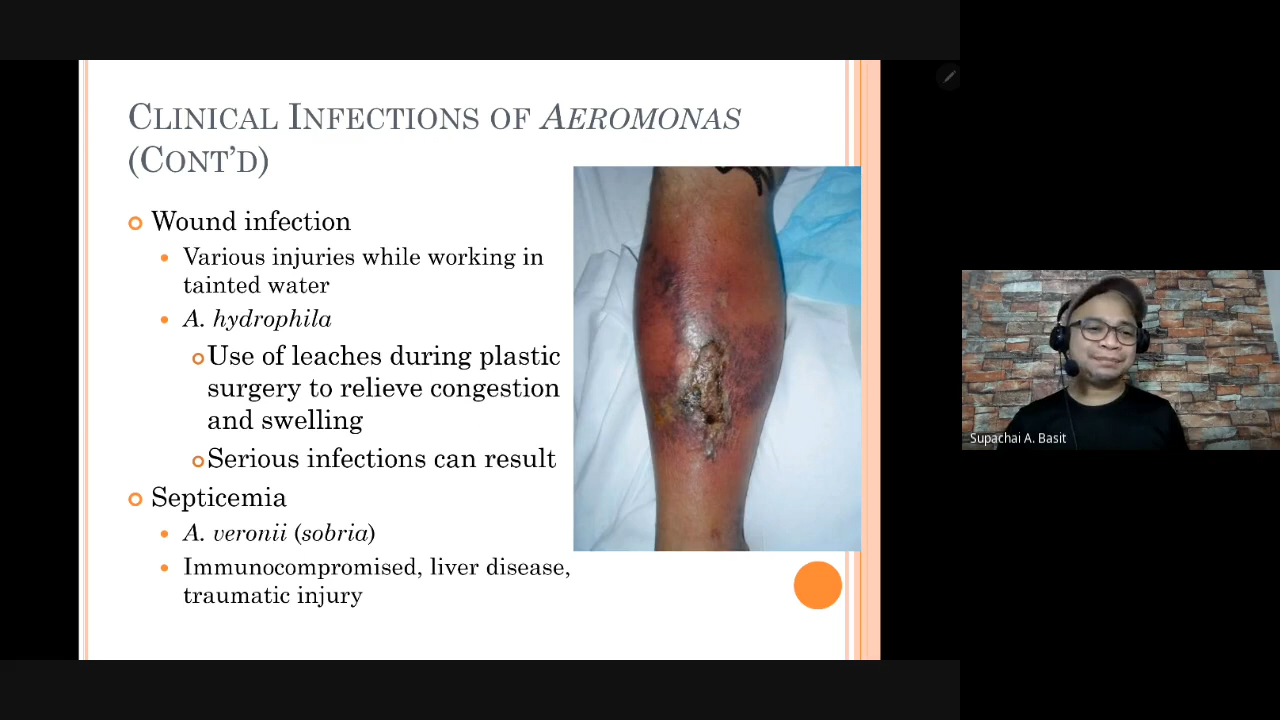 CLINICAL INFECTIONS OF AEROMONAS
(CONT'D)
Wound infection
Various injuries while working in
tainted water
A. hydrophila
Use of leaches during plastic
surgery to relieve congestion
and swelling
Serious infections can result
Septicemia
A. veronii (sobria)
Immunocompromised, liver disease,
traumatic injury
Supachai A. Basit